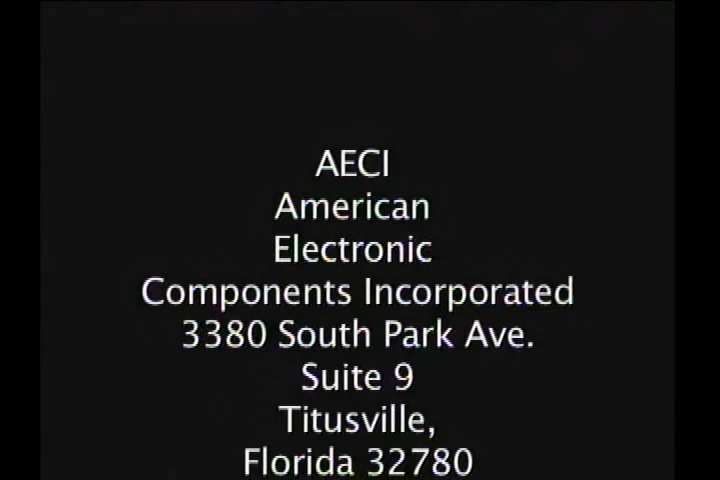 AECI
American
Electronic
Components Incorporated
3380 South Park Ave.
Suite 9
Titusville,
Florida 32780